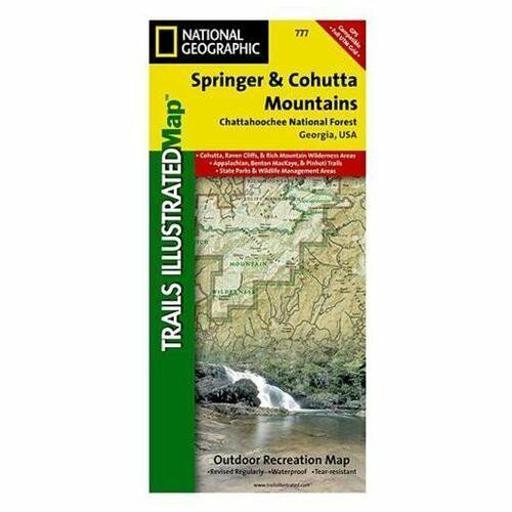 NATIONAL
GEOGRAPHIC
777
GPS
Compatible
• Full UTM Grid •
Springer & Cohutta
Mountains
Chattahoochee National Forest
Georgia, USA
• Cohutta, Raven Cliffs, & Rich Mountain Wilderness Areas
• Appalachian, Benton MacKaye, & Pinhoti Trails
• State Parks & Wildlife Management Areas
TRAILS ILLUSTRATED Map™
MOUNTAIN
WILDERNESS
Outdoor Recreation Map
•Revised Regularly •Waterproof •Tear-resistant
www.trailsillustrated.com